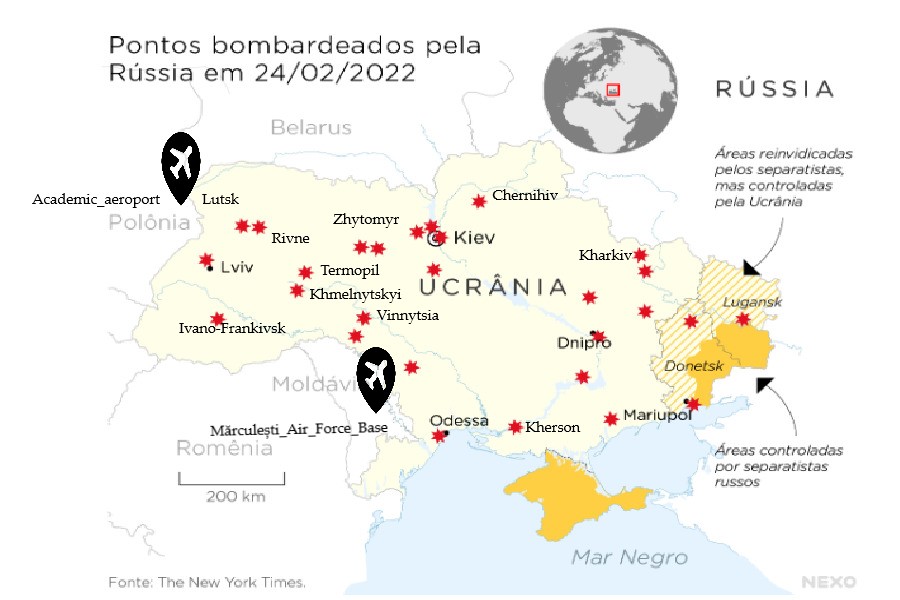 Pontos bombardeados pela
Rússia em 24/02/2022
RÚSSIA
Belarus
Áreas reinvidicadas
pelos separatistas,
mas controladas
pela Ucrânia
Academic_aeroport
Lutsk
Chernihiv
Polônia
Zhytomyr
Rivne
Kiev
Kharkiv
Lviv
Termopil
UCRÂNIA
Khmelnytskyi
Lugansk
Vinnytsia
Ivano-Frankivsk
Dnipro
Donetsk
Moldávi
Mariupol
Odessa
Mărculești_Air_Force_Base
Kherson
Romênia
Áreas controladas
por separatistas
russos
200 km
Mar Negro
Fonte: The New York Times.
NEXO